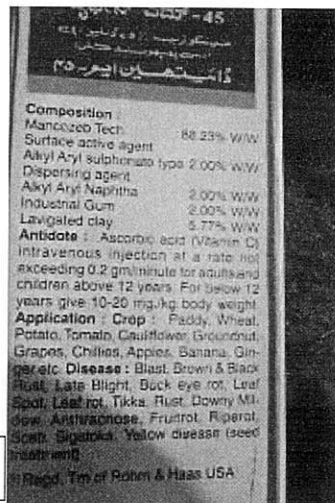 Composition :
Mancozeb Tech. 88.23% W/W
Surface active agent
Alkyl Aryl sulphonate type 2.00% W/W
Dispersing agent
Alkyl Aryl Naphtha 2.00% W/W
Industrial Gum 2.00% W/W
Lavigated clay 5.77% W/W
Antidote : Ascorbic acid (Vitamin C)
Intravenous injection at a rate not
exceeding 0.2 gm/minute for adults and
children above 12 years. For below 12
years give 10-20 mg./kg body weight.
Application : Crop : Paddy, Wheat,
Potato, Tomato, Cauliflower, Groundnut,
Grapes, Chillies, Apples, Banana, Gin-
ger etc. Disease : Blast, Brown & Black
Rust, Late Blight, Buck eye rot, Leaf
Spot, Leaf rot, Tikka, Rust, Downy Mil-
dew, Anthracnose, Fruitrot, Riperot,
Scab, Sigatoka, Yellow disease (seed
treatment)
Regd. Tm of Rohm & Haas USA